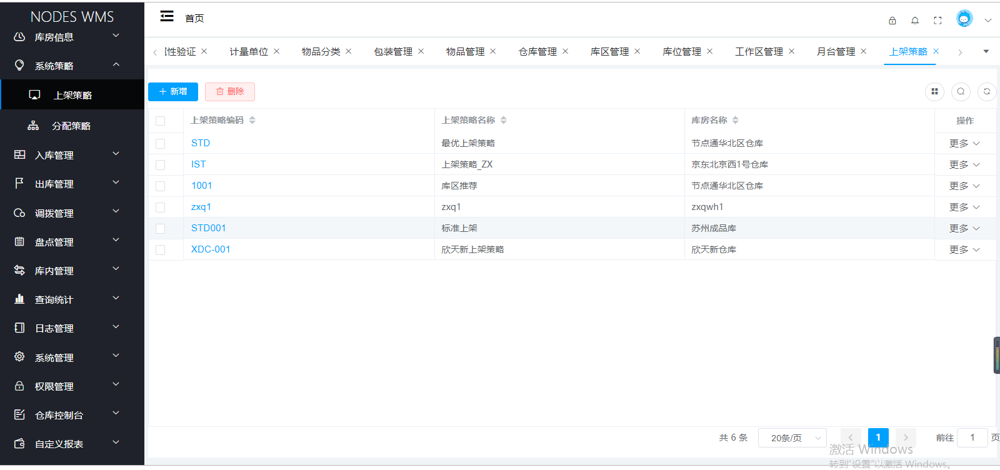 NODES WMS
库房信息
系统策略
上架策略
分配策略
入库管理
出库管理
调拨管理
盘点管理
库内管理
查询统计
日志管理
系统管理
权限管理
仓库控制台
自定义报表
首页
性验证 计量单位 物品分类 包装管理 物品管理 仓库管理 库区管理 库位管理 工作区管理 月台管理 上架策略
新增 删除
上架策略编码 上架策略名称 库房名称 操作
STD 最优上架策略 节点通华北区仓库 更多
IST 上架策略_ZX 京东北京西1号仓库 更多
1001 库区推荐 节点通华北区仓库 更多
zxq1 zxq1 zxqwh1 更多
STD001 标准上架 苏州成品库 更多
XDC-001 欣天新上架策略 欣天新仓库 更多
共 6 条 20条/页 1 前往 1 页
激活 Windows
转到"设置"以激活 Windows。